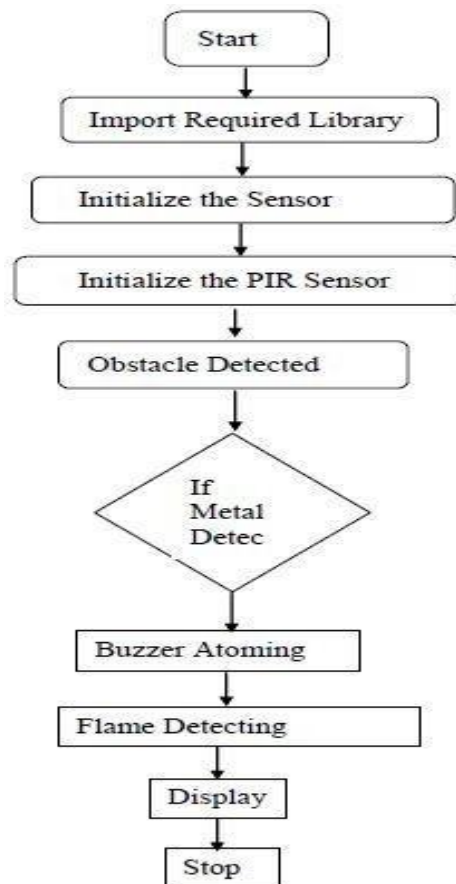 Start
Import Required Library
Initialize the Sensor
Initialize the PIR Sensor
Obstacle Detected
If
Metal
Detec
Buzzer Atoming
Flame Detecting
Display
Stop